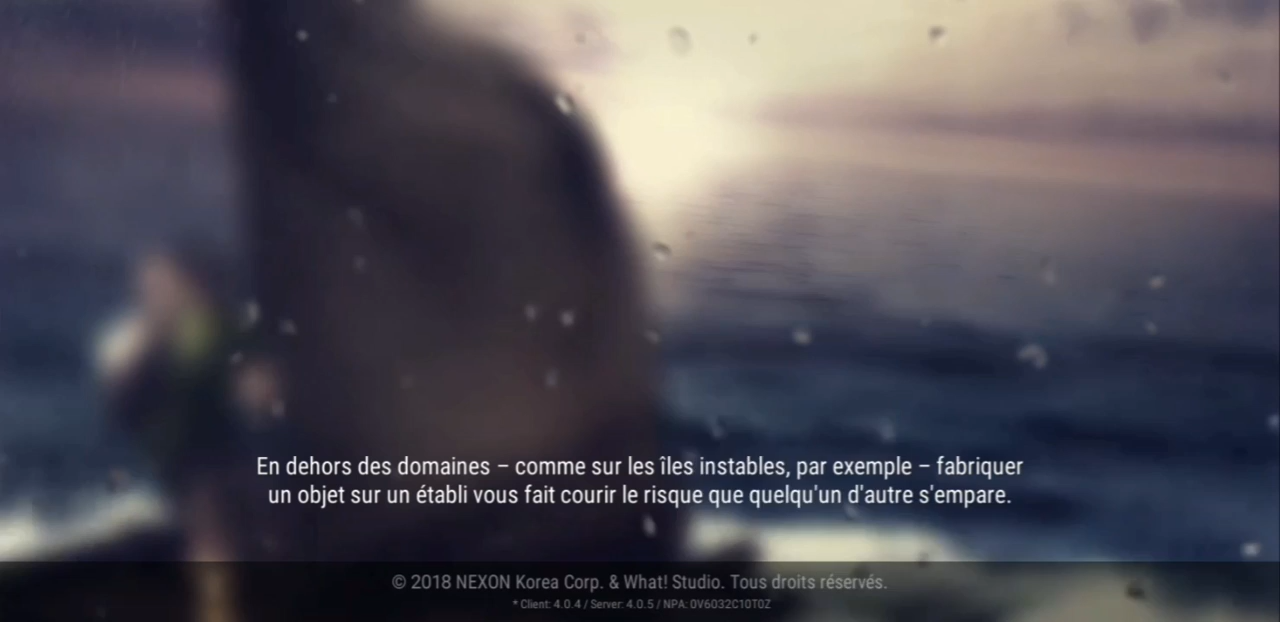 En dehors des domaines – comme sur les îles instables, par exemple – fabriquer
un objet sur un établi vous fait courir le risque que quelqu'un d'autre s'empare.
© 2018 NEXON Korea Corp. & What! Studio. Tous droits réservés.
* Client: 4.0.4 / Server: 4.0.5 / NPA: 0V6032C10T0Z